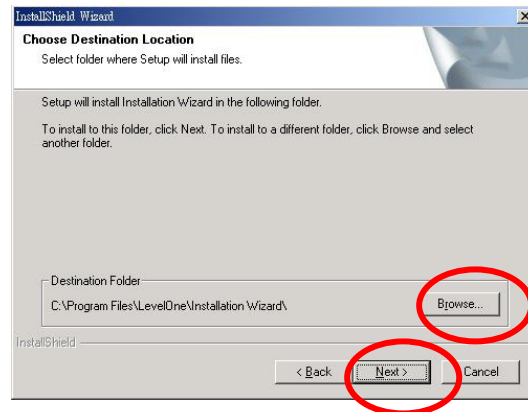 InstallShield Wizard
Choose Destination Location
Select folder where Setup will install files.
Setup will install Installation Wizard in the following folder.
To install to this folder, click Next. To install to a different folder, click Browse and select
another folder.
Destination Folder
C:\Program Files\LevelOne\Installation Wizard\
Browse...
InstallShield
< Back
Next >
Cancel